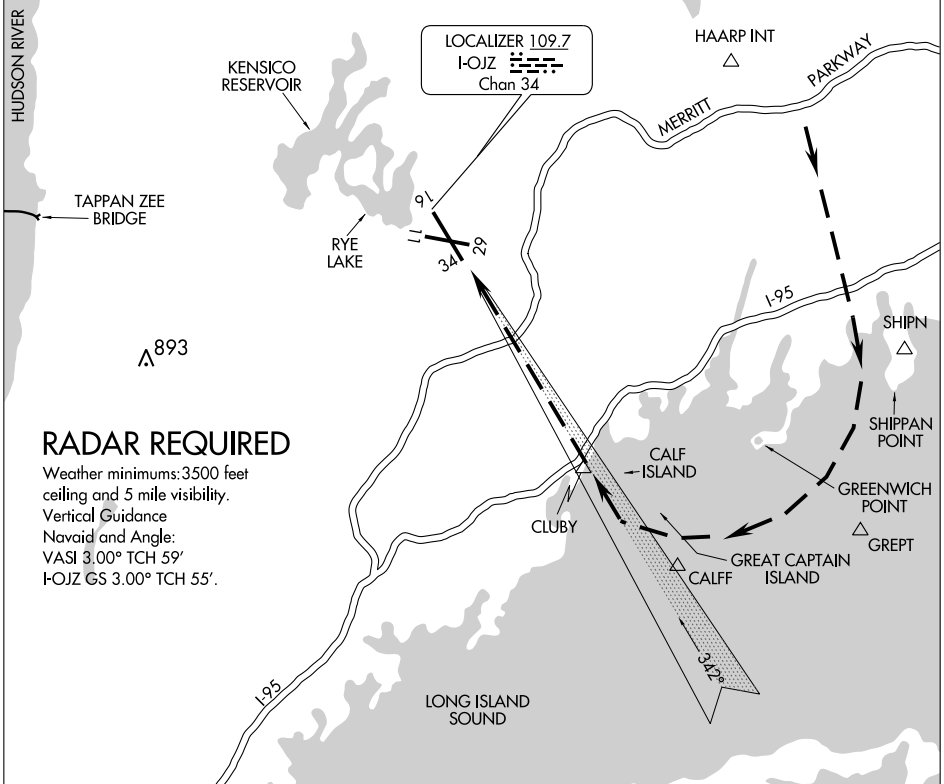 HUDSON RIVER
KENSICO
RESERVOIR
LOCALIZER 109.7
I-OJZ
Chan 34
HAARP INT
MERRITT
PARKWAY
TAPPAN ZEE
BRIDGE
RYE
LAKE
16
11
29
34
I-95
SHIPN
893
SHIPPAN
POINT
RADAR REQUIRED
Weather minimums: 3500 feet
ceiling and 5 mile visibility.
Vertical Guidance
Navaid and Angle:
VASI 3.00° TCH 59'
I-OJZ GS 3.00° TCH 55'.
CALF
ISLAND
GREENWICH
POINT
CLUBY
GREPT
GREAT CAPTAIN
ISLAND
CALFF
342°
I-95
LONG ISLAND
SOUND